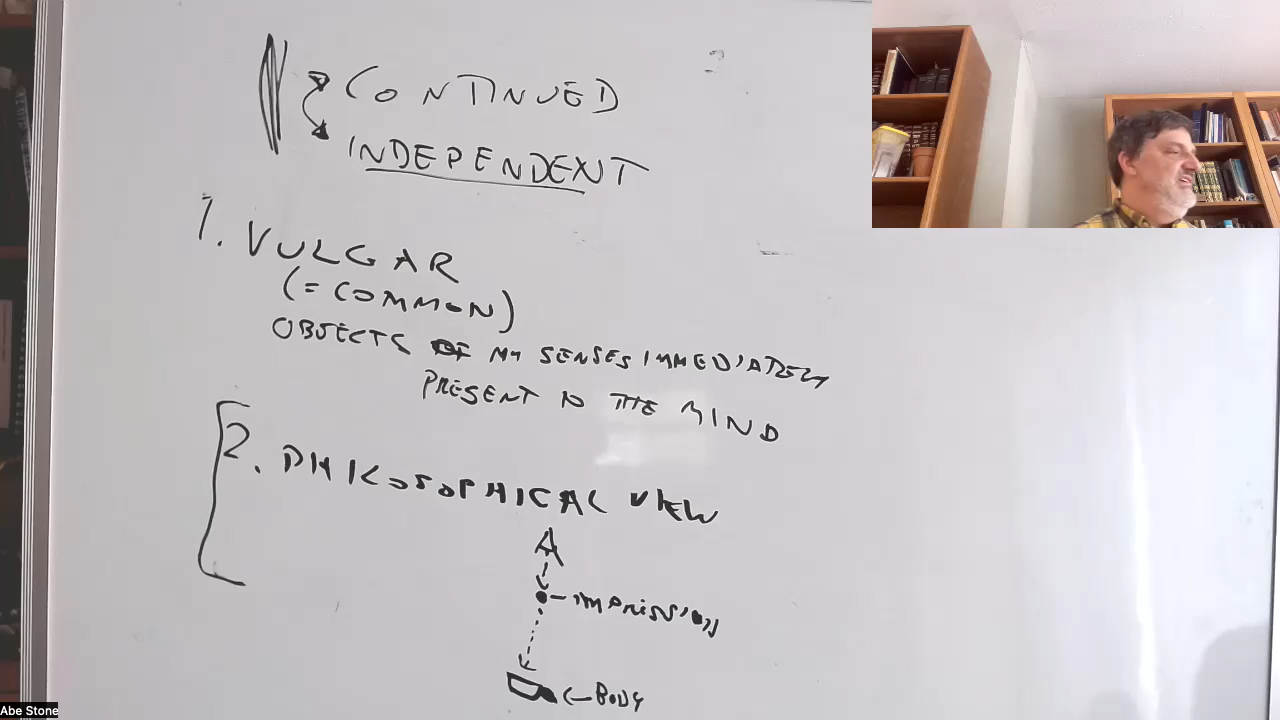 CONTINUED
INDEPENDENT
1. VULGAR
(= COMMON)
OBJECTS OF MY SENSES IMMEDIATELY
PRESENT TO THE MIND
2. PHILOSOPHICAL VIEW
A
IMPRESSION
BODY
Abe Stone